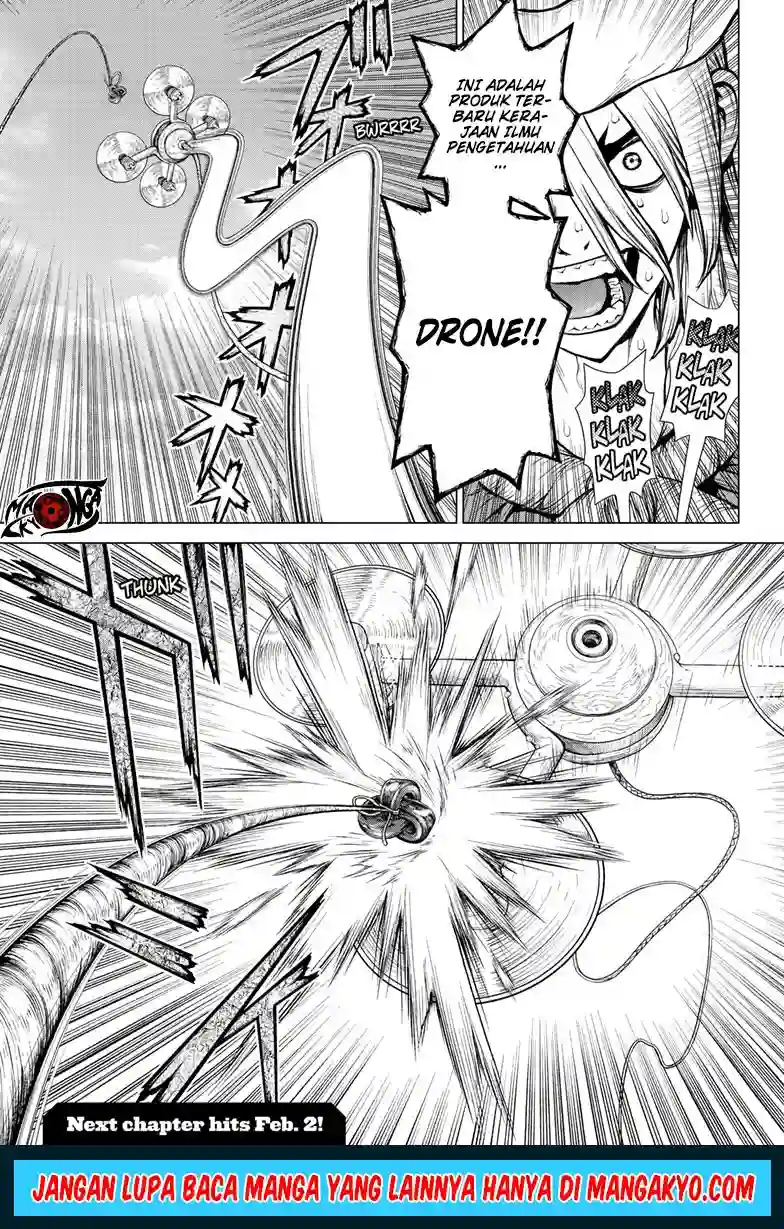 INI ADALAH
PRODUK TER-
BARU KERA-
JAAN ILMU
PENGETAHUAN
...
DRONE!!
BWRRRR
KLAK
KLAK
KLAK
KLAK
KLAK
KLAK
THUNK
Next chapter hits Feb. 2!
JANGAN LUPA BACA MANGA YANG LAINNYA HANYA DI MANGAKYO.COM